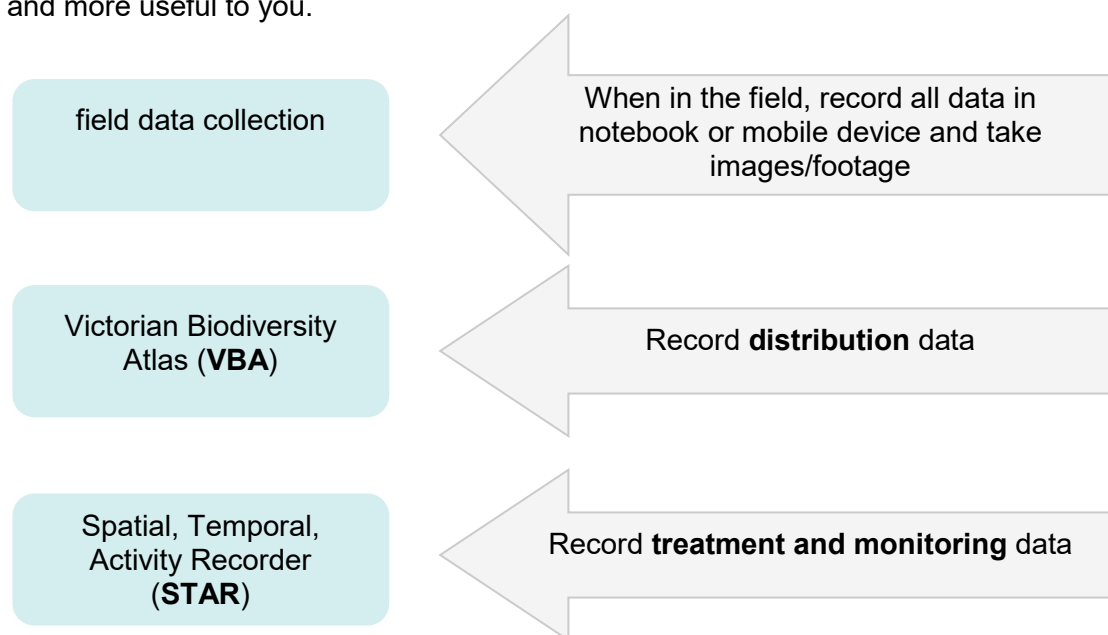 and more useful to you.
field data collection
When in the field, record all data in
notebook or mobile device and take
images/footage
Victorian Biodiversity
Atlas (VBA)
Record distribution data
Spatial, Temporal,
Activity Recorder
(STAR)
Record treatment and monitoring data